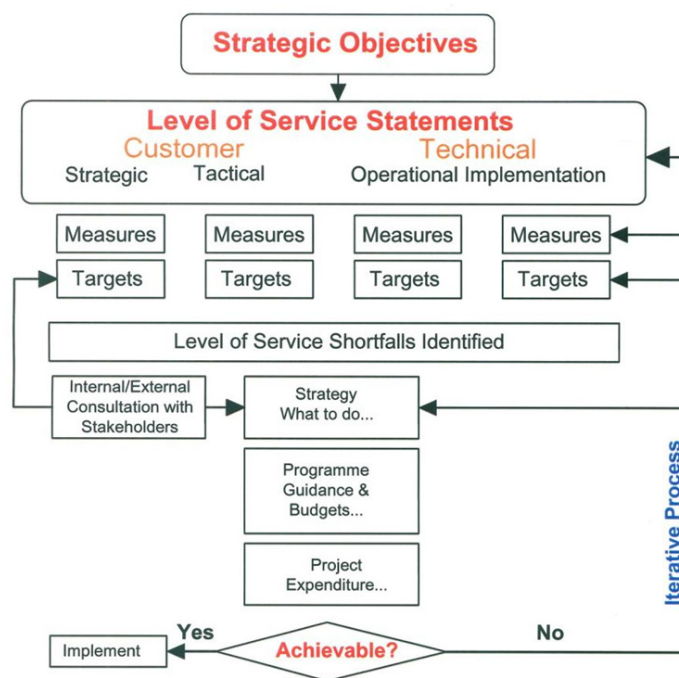 Strategic Objectives
Level of Service Statements
Customer Technical
Strategic Tactical Operational Implementation
Measures Measures Measures Measures
Targets Targets Targets Targets
Level of Service Shortfalls Identified
Internal/External
Consultation with
Stakeholders
Strategy
What to do...
Programme
Guidance &
Budgets...
Project
Expenditure...
Iterative Process
Yes No
Implement
Achievable?